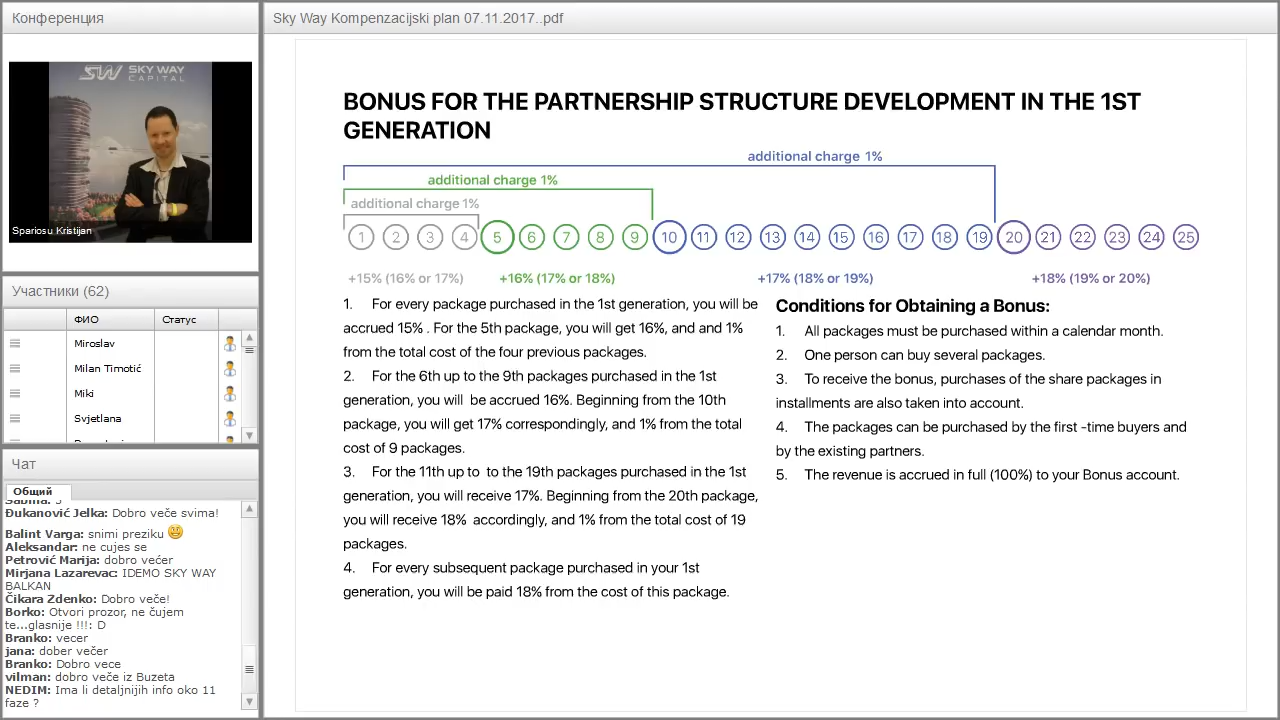 Конференция
SKY WAY
CAPITAL
Spariosu Kristijan
Участники (62)
ФИО Статус
Miroslav
Milan Timotić
Miki
Svjetlana
Чат
Общий
Đukanović Jelka: Dobro veče svima!
Balint Varga: snimi preziku
Aleksandar: ne cujes se
Petrović Marija: dobro većer
Mirjana Lazarevac: IDEMO SKY WAY
BALKAN
Čikara Zdenko: Dobro veče!
Borko: Otvori prozor, ne čujem
te...glasnije !!!: D
Branko: vecer
jana: dober večer
Branko: Dobro vece
vilman: dobro veče iz Buzeta
NEDIM: Ima li detaljnijih info oko 11
faze ?
Sky Way Kompenzacijski plan 07.11.2017..pdf
BONUS FOR THE PARTNERSHIP STRUCTURE DEVELOPMENT IN THE 1ST
GENERATION
additional charge 1%
additional charge 1%
additional charge 1%
1 2 3 4 5 6 7 8 9 10 11 12 13 14 15 16 17 18 19 20 21 22 23 24 25
+15% (16% or 17%) +16% (17% or 18%) +17% (18% or 19%) +18% (19% or 20%)
1. For every package purchased in the 1st generation, you will be
accrued 15% . For the 5th package, you will get 16%, and and 1%
from the total cost of the four previous packages.
2. For the 6th up to the 9th packages purchased in the 1st
generation, you will be accrued 16%. Beginning from the 10th
package, you will get 17% correspondingly, and 1% from the total
cost of 9 packages.
3. For the 11th up to to the 19th packages purchased in the 1st
generation, you will receive 17%. Beginning from the 20th package,
you will receive 18% accordingly, and 1% from the total cost of 19
packages.
4. For every subsequent package purchased in your 1st
generation, you will be paid 18% from the cost of this package.
Conditions for Obtaining a Bonus:
1. All packages must be purchased within a calendar month.
2. One person can buy several packages.
3. To receive the bonus, purchases of the share packages in
installments are also taken into account.
4. The packages can be purchased by the first -time buyers and
by the existing partners.
5. The revenue is accrued in full (100%) to your Bonus account.